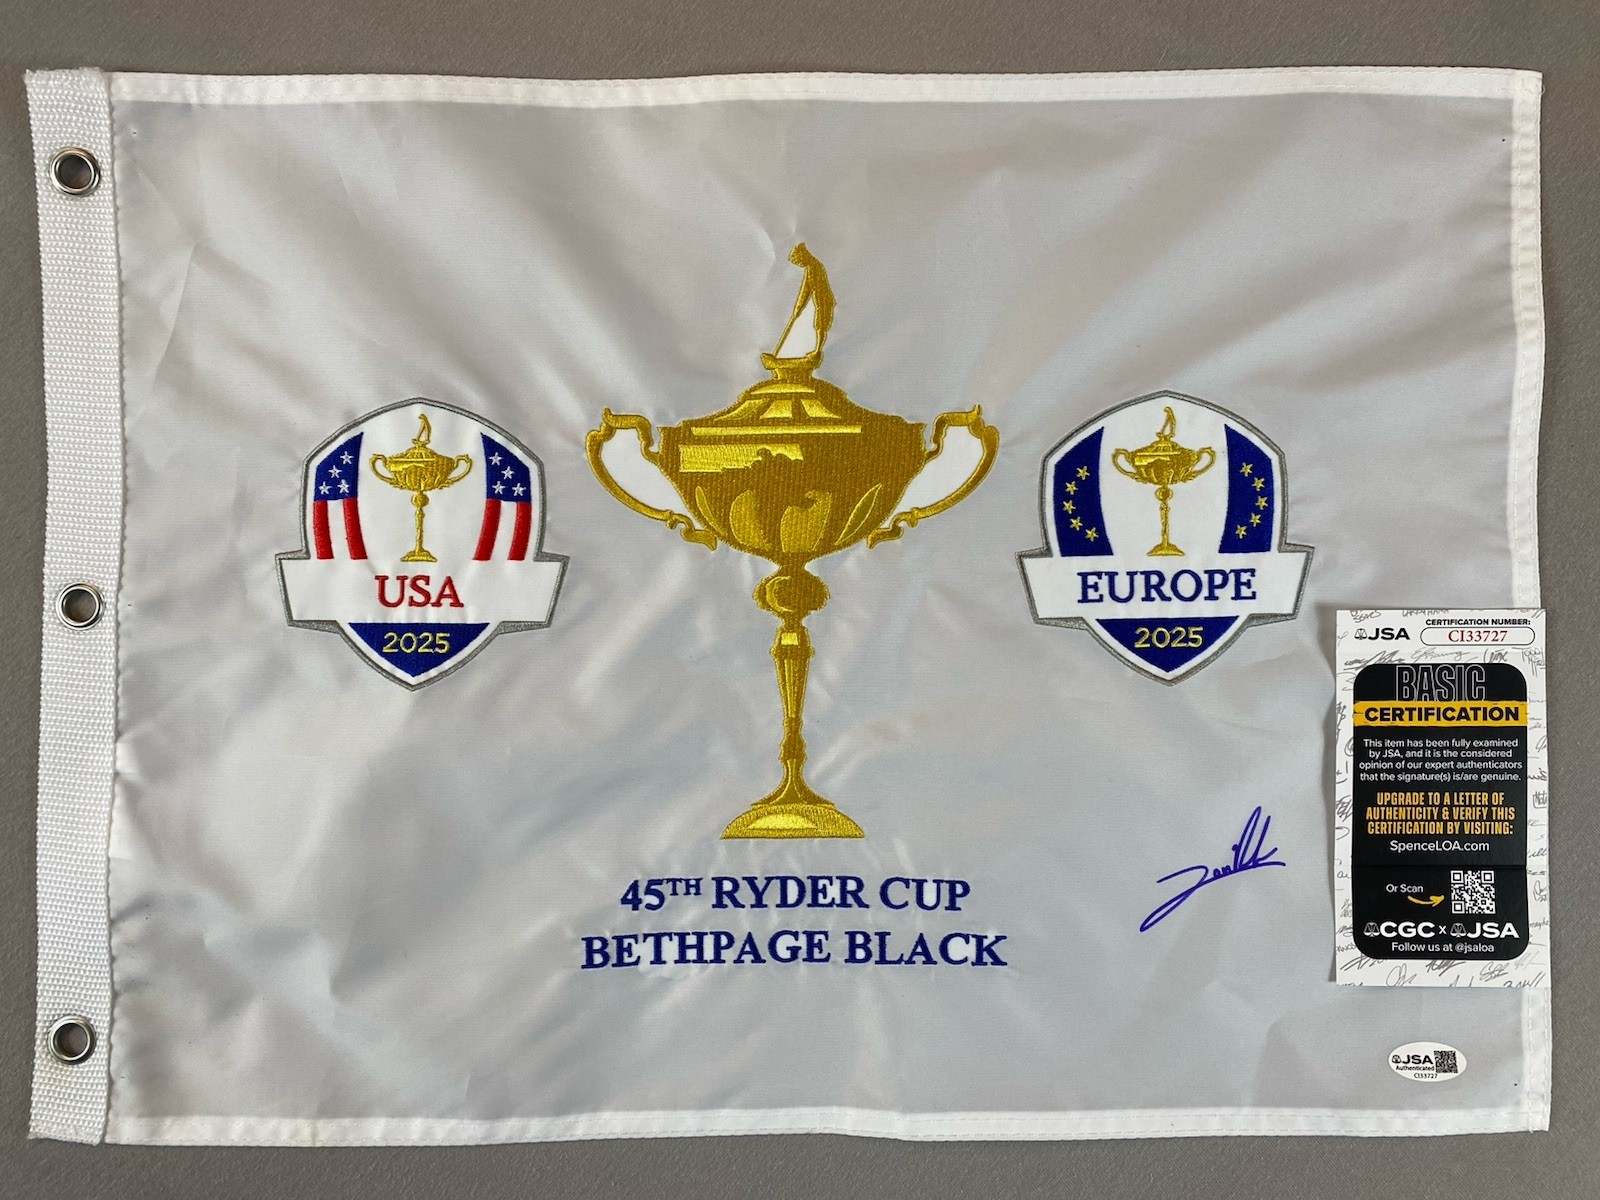 USA
2025
EUROPE
2025
45TH RYDER CUP
BETHPAGE BLACK
JSA
CERTIFICATION NUMBER:
CI33727
BASIC
CERTIFICATION
This item has been fully examined
by JSA, and it is the considered
opinion of our expert authenticators
that the signature(s) is/are genuine.
UPGRADE TO A LETTER OF
AUTHENTICITY & VERIFY THIS
CERTIFICATION BY VISITING:
SpenceLOA.com
Or Scan
CGC x JSA
Follow us at @jsaloa
JSA
Authenticated
CI33727